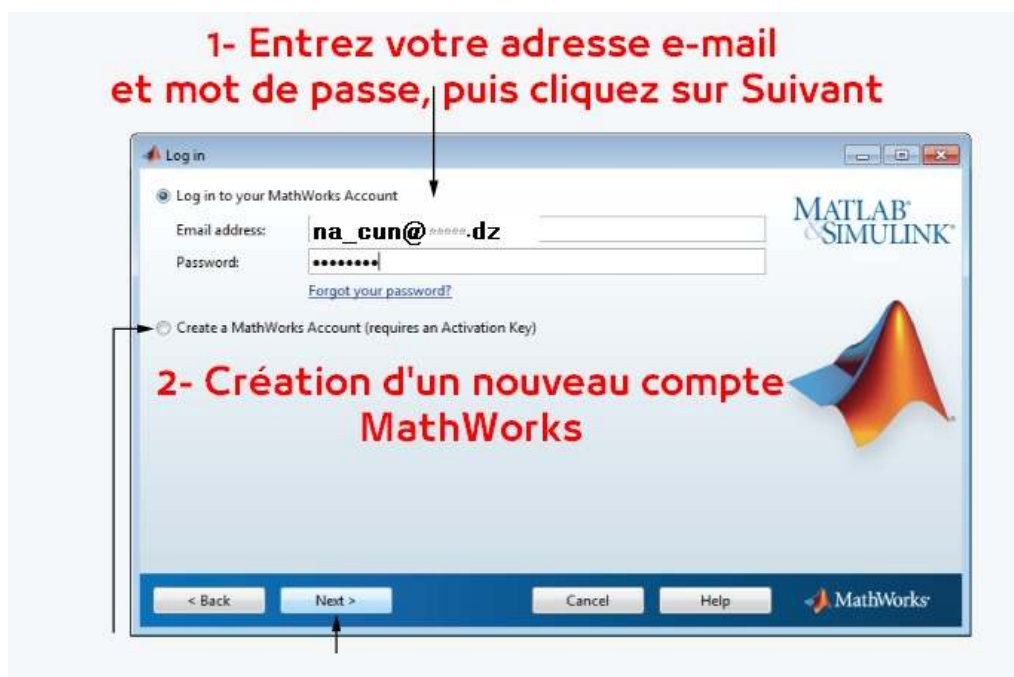 1- Entrez votre adresse e-mail
et mot de passe, puis cliquez sur Suivant
Log in
Log in to your MathWorks Account
MATLAB®
&SIMULINK®
Email address:
na_cun@*****.dz
Password:
••••••••
Forgot your password?
Create a MathWorks Account (requires an Activation Key)
2- Création d'un nouveau compte
MathWorks
< Back
Next >
Cancel
Help
MathWorks®